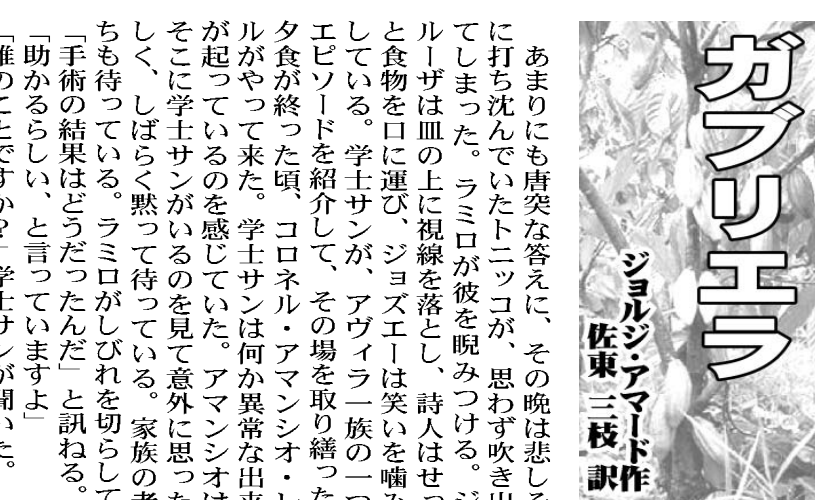 ガブリエラ
ジョルジ・アマード作
佐東 三枝 訳
あまりにも唐突な答えに、その晩は悲しそ
に打ち沈んでいたトニッコが、思わず吹き出
てしまった。ラミロが彼を睨みつける。ジ
ルーザは皿の上に視線を落とし、詩人はせっ
と食物を口に運び、ジョズエーは笑いを噛み
している。学士サンが、アヴィラ一族の一つ
エピソードを紹介して、その場を取り繕った
夕食が終った頃、コロネル・アマンシオ・レ
ルがやって来た。学士サンは何か異常な出来
が起っているのを感じていた。アマンシオは
そこに学士サンがいるのを見て意外に思った
しく、しばらく黙って待っている。家族の者
ちも待っている。ラミロがしびれを切らして
「手術の結果はどうだったんだ」と訊ねる。
「助かるらしい、と言っていますよ」
「誰のことですか?」学士サンが聞いた。